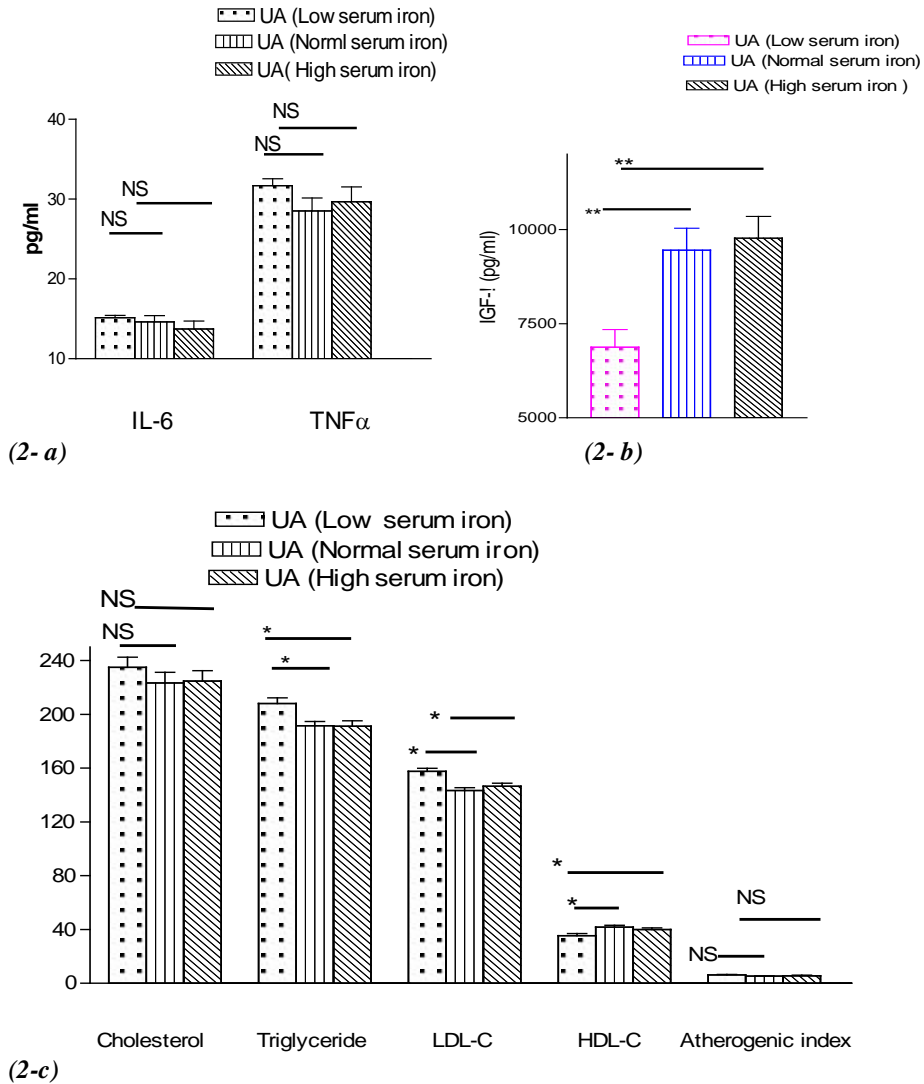 UA (Low serum iron)
UA (Norml serum iron)
UA( High serum iron)
NS
NS
NS
NS
40
30
20
10
pg/ml
IL-6
TNFα
(2- a)
UA (Low serum iron)
UA (Normal serum iron)
UA (High serum iron )
**
**
10000
7500
5000
IGF-! (pg/ml)
(2- b)
UA (Low serum iron)
UA (Normal serum iron)
UA (High serum iron)
NS
NS
*
*
*
*
*
*
NS
NS
240
200
160
120
80
40
0
Cholesterol
Triglyceride
LDL-C
HDL-C
Atherogenic index
(2-c)